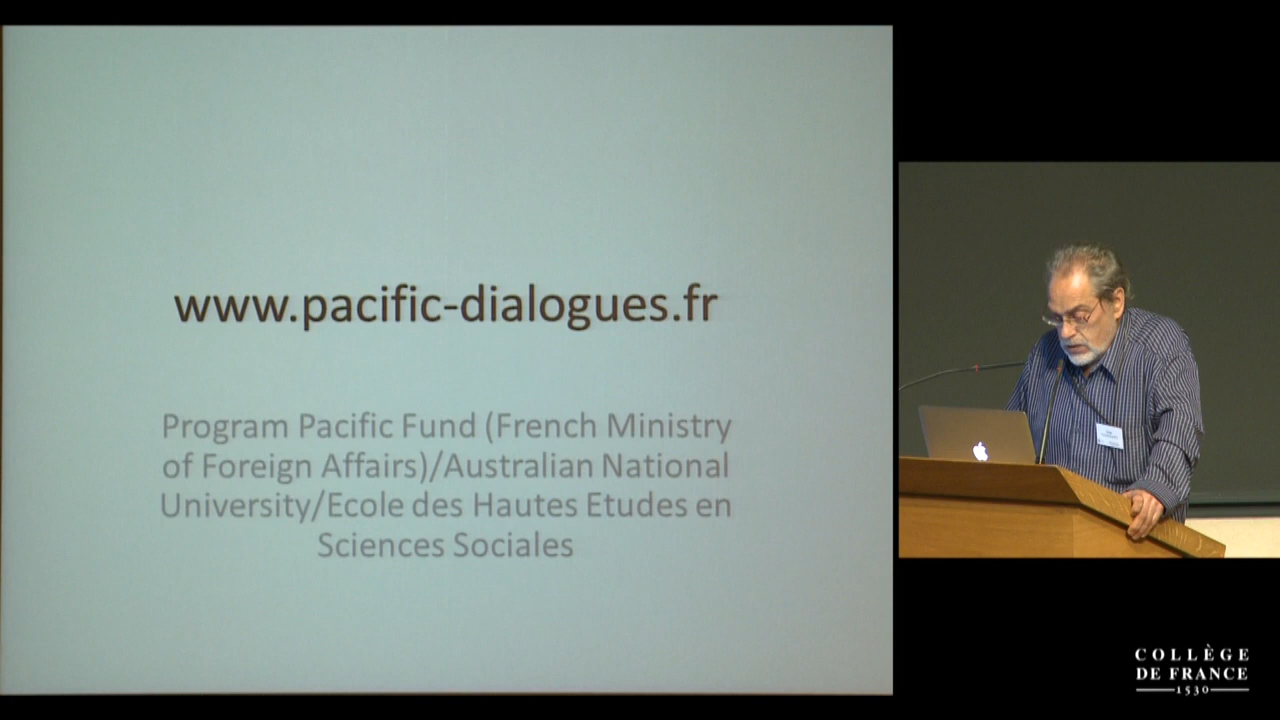 www.pacific-dialogues.fr
Program Pacific Fund (French Ministry
of Foreign Affairs)/Australian National
University/Ecole des Hautes Etudes en
Sciences Sociales
COLLÈGE
DE FRANCE
1530